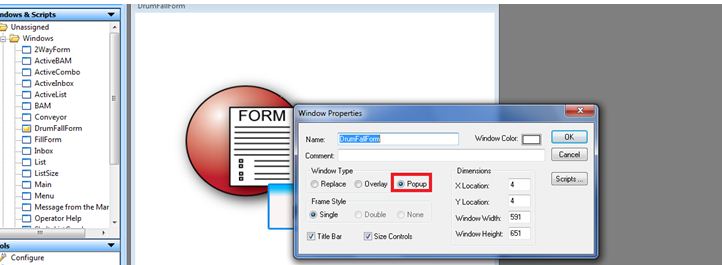 ndows & Scripts
DrumFallForm
Unassigned
Windows
2WayForm
ActiveBAM
ActiveCombo
ActiveInbox
ActiveList
BAM
Conveyor
DrumFallForm
FillForm
Inbox
List
ListSize
Main
Menu
Message from the Mar
Operator Help
ols
Configure
FORM
Window Properties
Name: DrumFallForm Window Color: OK
Comment: Cancel
Window Type Dimensions
Replace Overlay Popup X Location: 4 Scripts ...
Frame Style Y Location: 4
Single Double None Window Width: 591
Title Bar Size Controls Window Height: 651